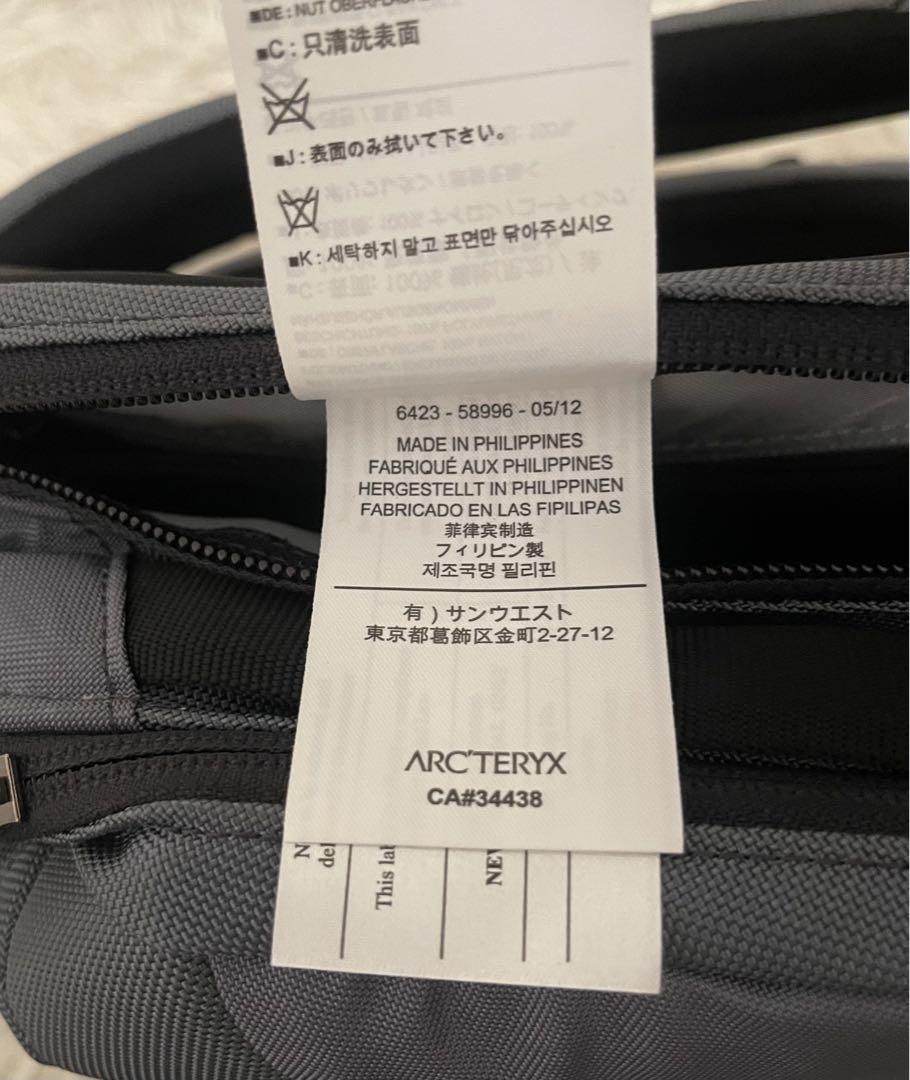 ■DE : NUT
■C : 只清洗表面
■J : 表面のみ拭いて下さい。
■K : 세탁하지 말고 표면만 닦아주십시오
6423 - 58996 - 05/12
MADE IN PHILIPPINES
FABRIQUÉ AUX PHILIPPINES
HERGESTELLT IN PHILIPPINEN
FABRICADO EN LAS FIPILIPAS
菲律宾制造
フィリピン製
제조국명 필리핀
有 ) サンウエスト
東京都葛飾区金町2-27-12
ARC'TERYX
CA#34438
This